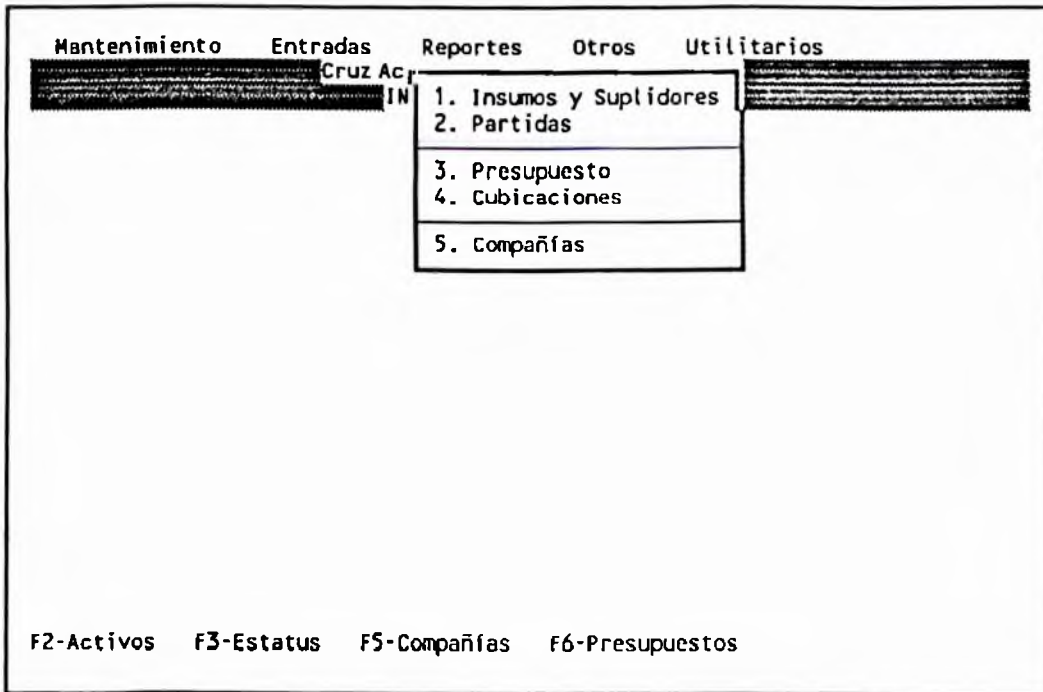 Mantenimiento Entradas Reportes Otros Utilitarios
Cruz Ac
IN
1. Insumos y Suplidores
2. Partidas
3. Presupuesto
4. Cubicaciones
5. Compañías
F2-Activos F3-Estatus F5-Compañías F6-Presupuestos